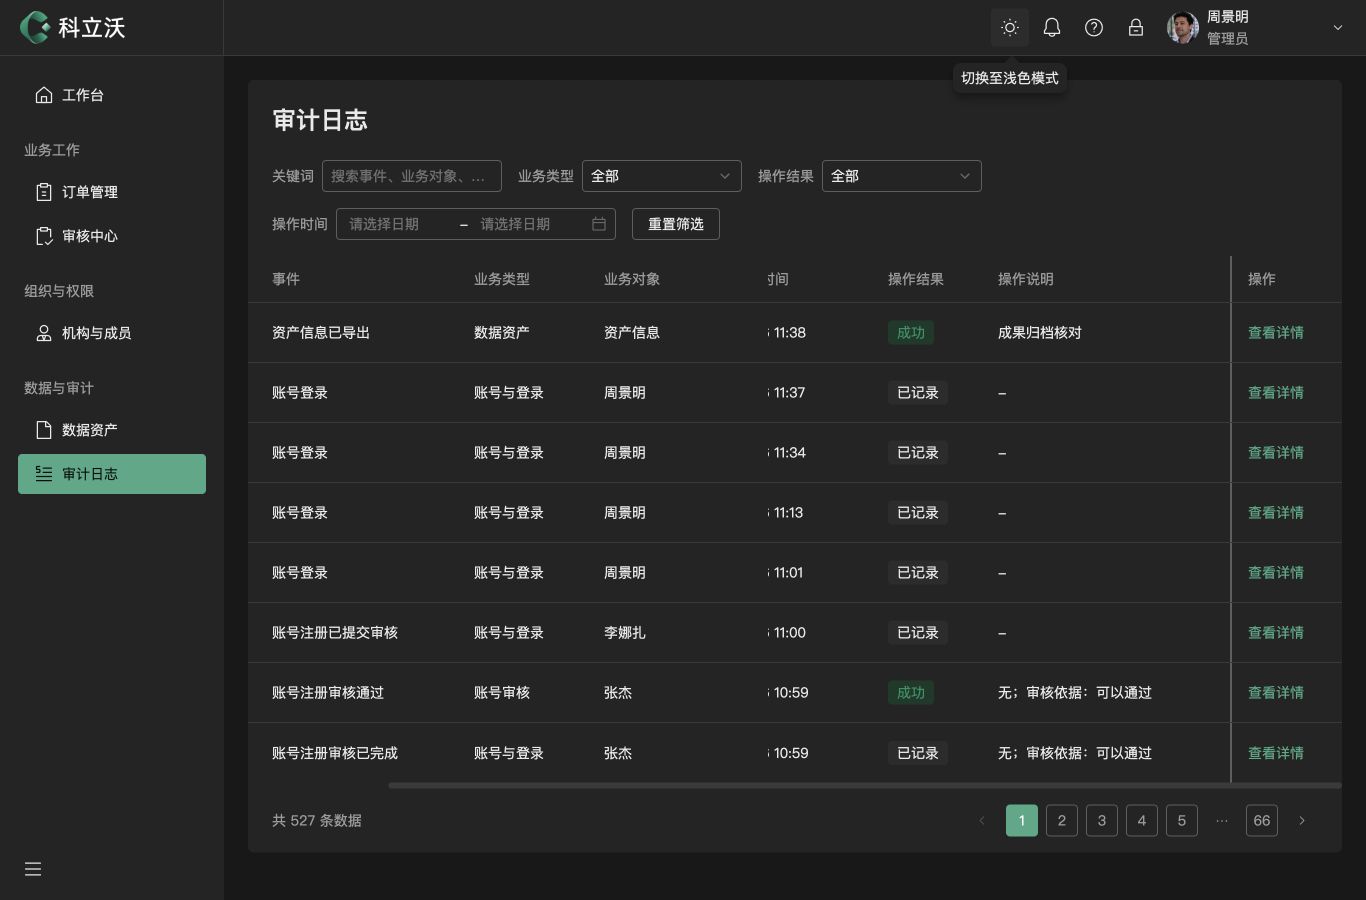 科立沃
周景明
管理员
切换至浅色模式
工作台
业务工作
订单管理
审核中心
组织与权限
机构与成员
数据与审计
数据资产
审计日志
审计日志
关键词 搜索事件、业务对象、... 业务类型 全部 操作结果 全部
操作时间 请选择日期 – 请选择日期 重置筛选
事件 业务类型 业务对象 时间 操作结果 操作说明 操作
资产信息已导出 数据资产 资产信息 11:38 成功 成果归档核对 查看详情
账号登录 账号与登录 周景明 11:37 已记录 – 查看详情
账号登录 账号与登录 周景明 11:34 已记录 – 查看详情
账号登录 账号与登录 周景明 11:13 已记录 – 查看详情
账号登录 账号与登录 周景明 11:01 已记录 – 查看详情
账号注册已提交审核 账号与登录 李娜扎 11:00 已记录 – 查看详情
账号注册审核通过 账号审核 张杰 10:59 成功 无；审核依据：可以通过 查看详情
账号注册审核已完成 账号与登录 张杰 10:59 已记录 无；审核依据：可以通过 查看详情
共 527 条数据 1 2 3 4 5 ··· 66